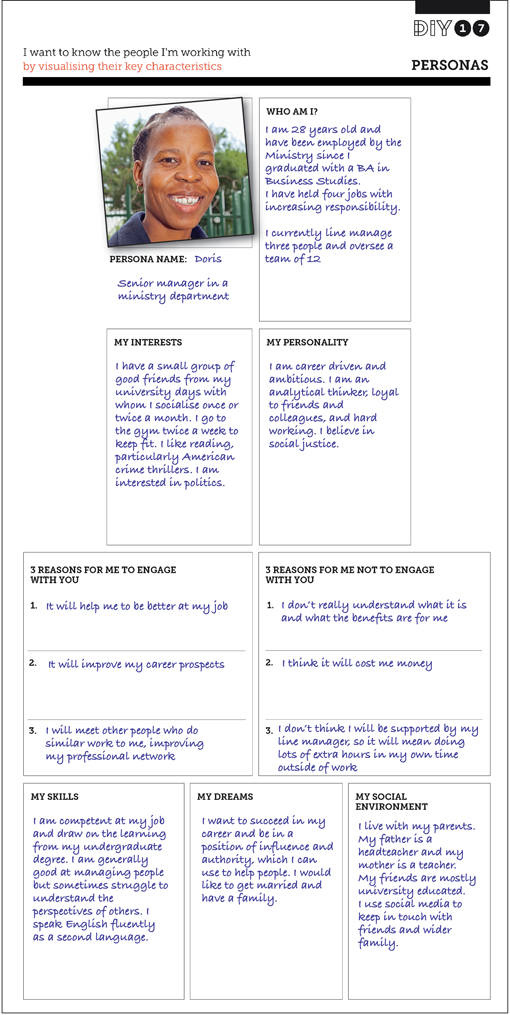 DIY 17
I want to know the people I'm working with
by visualising their key characteristics
PERSONAS
PERSONA NAME: Doris
Senior manager in a
ministry department
WHO AM I?
I am 28 years old and
have been employed by the
Ministry since I
graduated with a BA in
Business Studies.
I have held four jobs with
increasing responsibility.
I currently line manage
three people and oversee a
team of 12
MY INTERESTS
I have a small group of
good friends from my
university days with
whom I socialise once or
twice a month. I go to
the gym twice a week to
keep fit. I like reading,
particularly American
crime thrillers. I am
interested in politics.
MY PERSONALITY
I am career driven and
ambitious. I am an
analytical thinker, loyal
to friends and
colleagues, and hard
working. I believe in
social justice.
3 REASONS FOR ME TO ENGAGE
WITH YOU
1. It will help me to be better at my job
2. It will improve my career prospects
3. I will meet other people who do
similar work to me, improving
my professional network
3 REASONS FOR ME NOT TO ENGAGE
WITH YOU
1. I don't really understand what it is
and what the benefits are for me
2. I think it will cost me money
3. I don't think I will be supported by my
line manager, so it will mean doing
lots of extra hours in my own time
outside of work
MY SKILLS
I am competent at my job
and draw on the learning
from my undergraduate
degree. I am generally
good at managing people
but sometimes struggle to
understand the
perspectives of others. I
speak English fluently
as a second language.
MY DREAMS
I want to succeed in my
career and be in a
position of influence and
authority, which I can
use to help people. I would
like to get married and
have a family.
MY SOCIAL
ENVIRONMENT
I live with my parents.
My father is a
headteacher and my
mother is a teacher.
My friends are mostly
university educated.
I use social media to
keep in touch with
friends and wider
family.